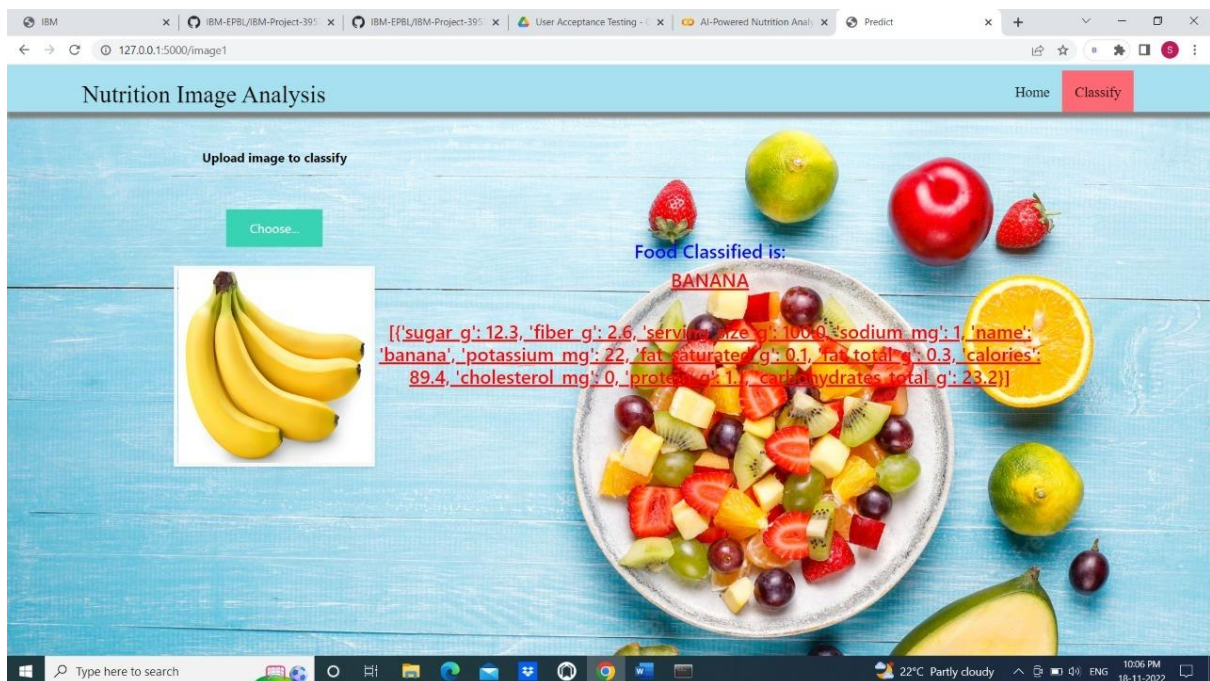 IBM
IBM-EPBL/IBM-Project-395
IBM-EPBL/IBM-Project-395
User Acceptance Testing -
AI-Powered Nutrition Analy
Predict
127.0.0.1:5000/image1
S
Nutrition Image Analysis
Home
Classify
Upload image to classify
Choose...
Food Classified is:
BANANA
[{'sugar_g': 12.3, 'fiber_g': 2.6, 'serving_size_g': 100.0, 'sodium_mg': 1, 'name':
'banana', 'potassium_mg': 22, 'fat_saturated_g': 0.1, 'fat_total_g': 0.3, 'calories':
89.4, 'cholesterol_mg': 0, 'protein_g': 1.1, 'carbohydrates_total_g': 23.2}]
Type here to search
22°C Partly cloudy
ENG
10:06 PM
18-11-2022